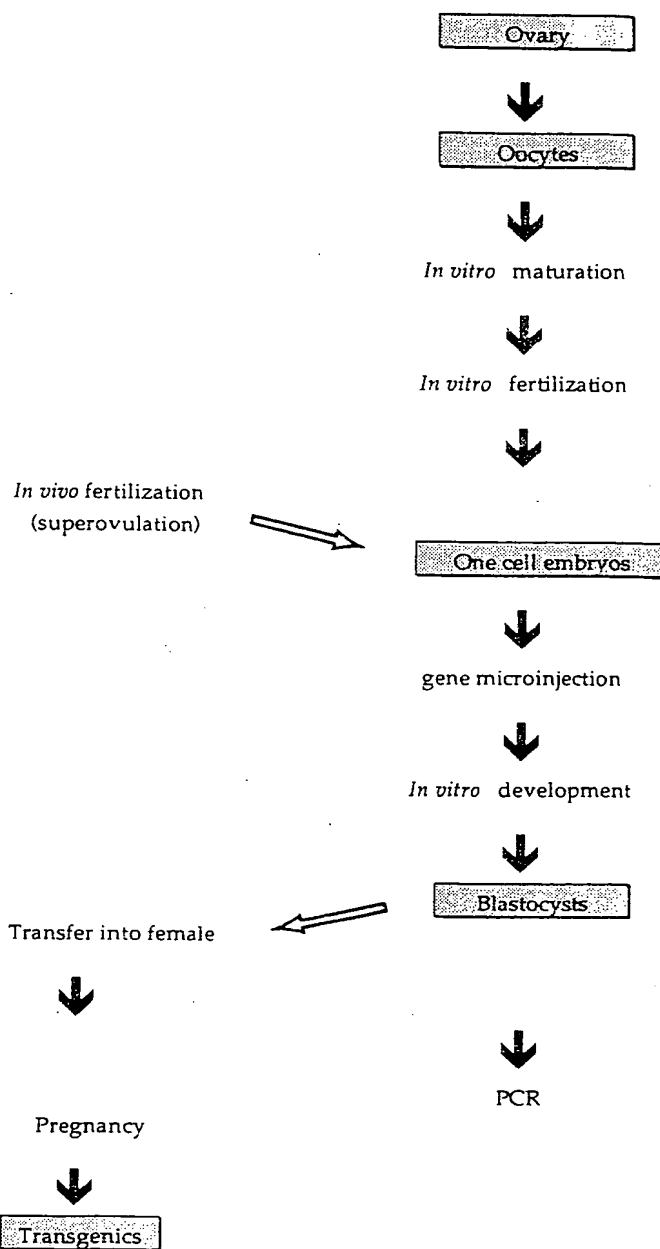 Ovary
Oocytes
In vitro maturation
In vitro fertilization
In vivo fertilization
(superovulation)
One cell embryos
gene microinjection
In vitro development
Blastocysts
Transfer into female
PCR
Pregnancy
Transgenics